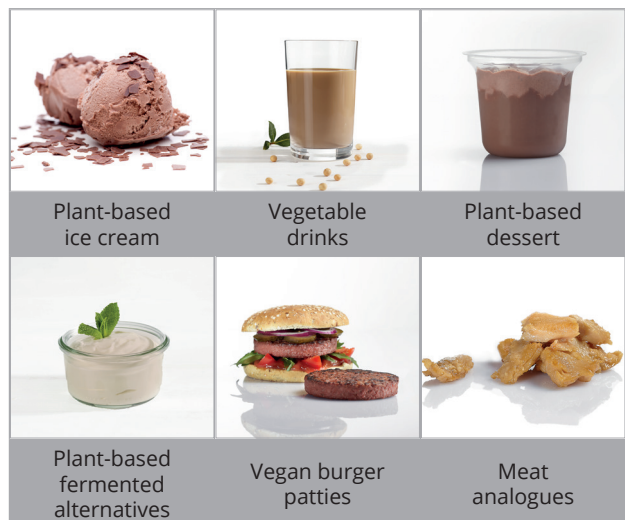 Plant-based
ice cream
Vegetable
drinks
Plant-based
dessert
Plant-based
fermented
alternatives
Vegan burger
patties
Meat
analogues